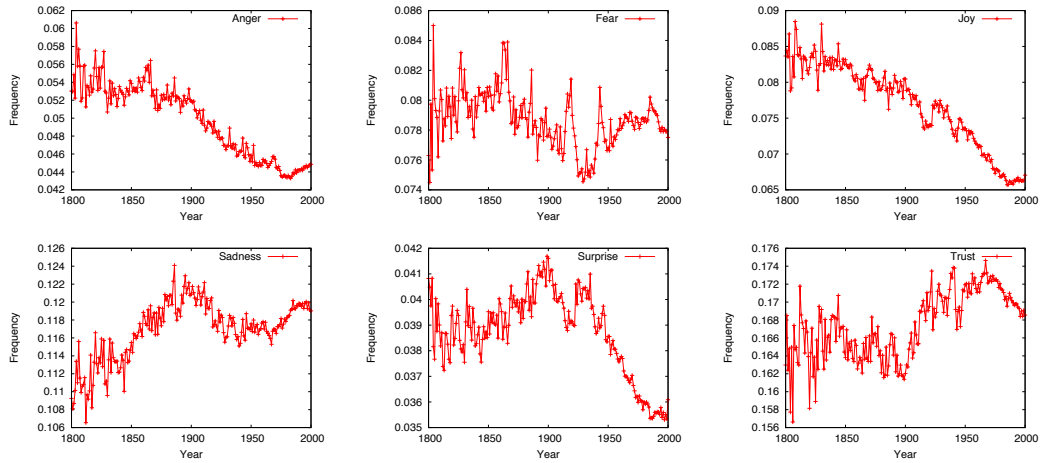 Anger
0.062
0.06
0.058
0.056
0.054
0.052
0.05
0.048
0.046
0.044
0.042
Frequency
1800 1850 1900 1950 2000
Year
Fear
0.086
0.084
0.082
0.08
0.078
0.076
0.074
Frequency
1800 1850 1900 1950 2000
Year
Joy
0.09
0.085
0.08
0.075
0.07
0.065
Frequency
1800 1850 1900 1950 2000
Year
Sadness
0.126
0.124
0.122
0.12
0.118
0.116
0.114
0.112
0.11
0.108
0.106
Frequency
1800 1850 1900 1950 2000
Year
Surprise
0.042
0.041
0.04
0.039
0.038
0.037
0.036
0.035
Frequency
1800 1850 1900 1950 2000
Year
Trust
0.176
0.174
0.172
0.17
0.168
0.166
0.164
0.162
0.16
0.158
0.156
Frequency
1800 1850 1900 1950 2000
Year